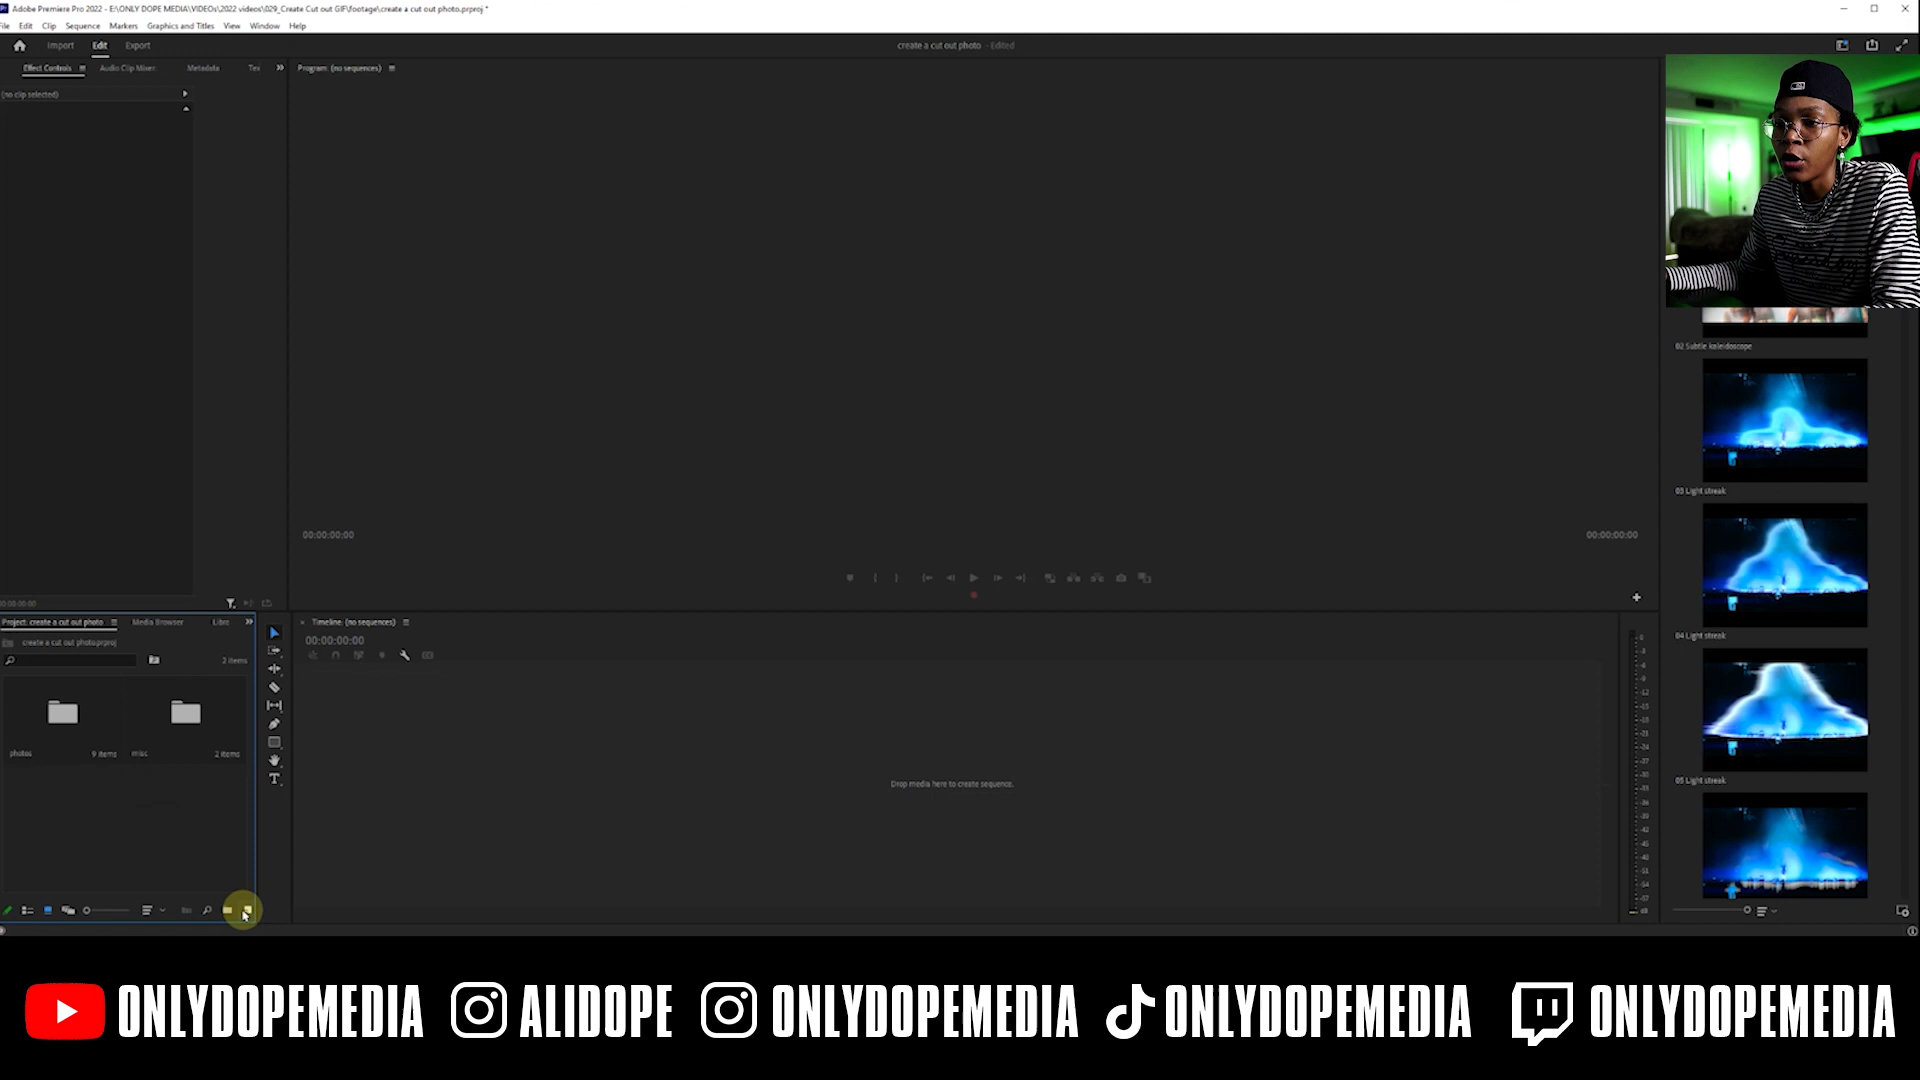 Adobe Premiere Pro 2022 - E:\ONLY DOPE MEDIA\VIDEOs\2022 videos\029_Create Cut out GIF\footage\create a cut out photo.prproj *
File Edit Clip Sequence Markers Graphics and Titles View Window Help
Import Edit Export
create a cut out photo - Edited
Effect Controls Audio Clip Mixer: Metadata Tex
Program: (no sequences)
(no clip selected)
02 Subtle kaleidoscope
03 Light streak
00:00:00:00
00:00:00:00
04 Light streak
05 Light streak
Project: create a cut out photo
Media Browser
Libre
create a cut out photo.prproj
2 items
photos
9 items
misc
2 items
Timeline: (no sequences)
00:00:00:00
Drop media here to create sequence.
ONLYDOPEMEDIA
ALIDOPE
ONLYDOPEMEDIA
ONLYDOPEMEDIA
ONLYDOPEMEDIA